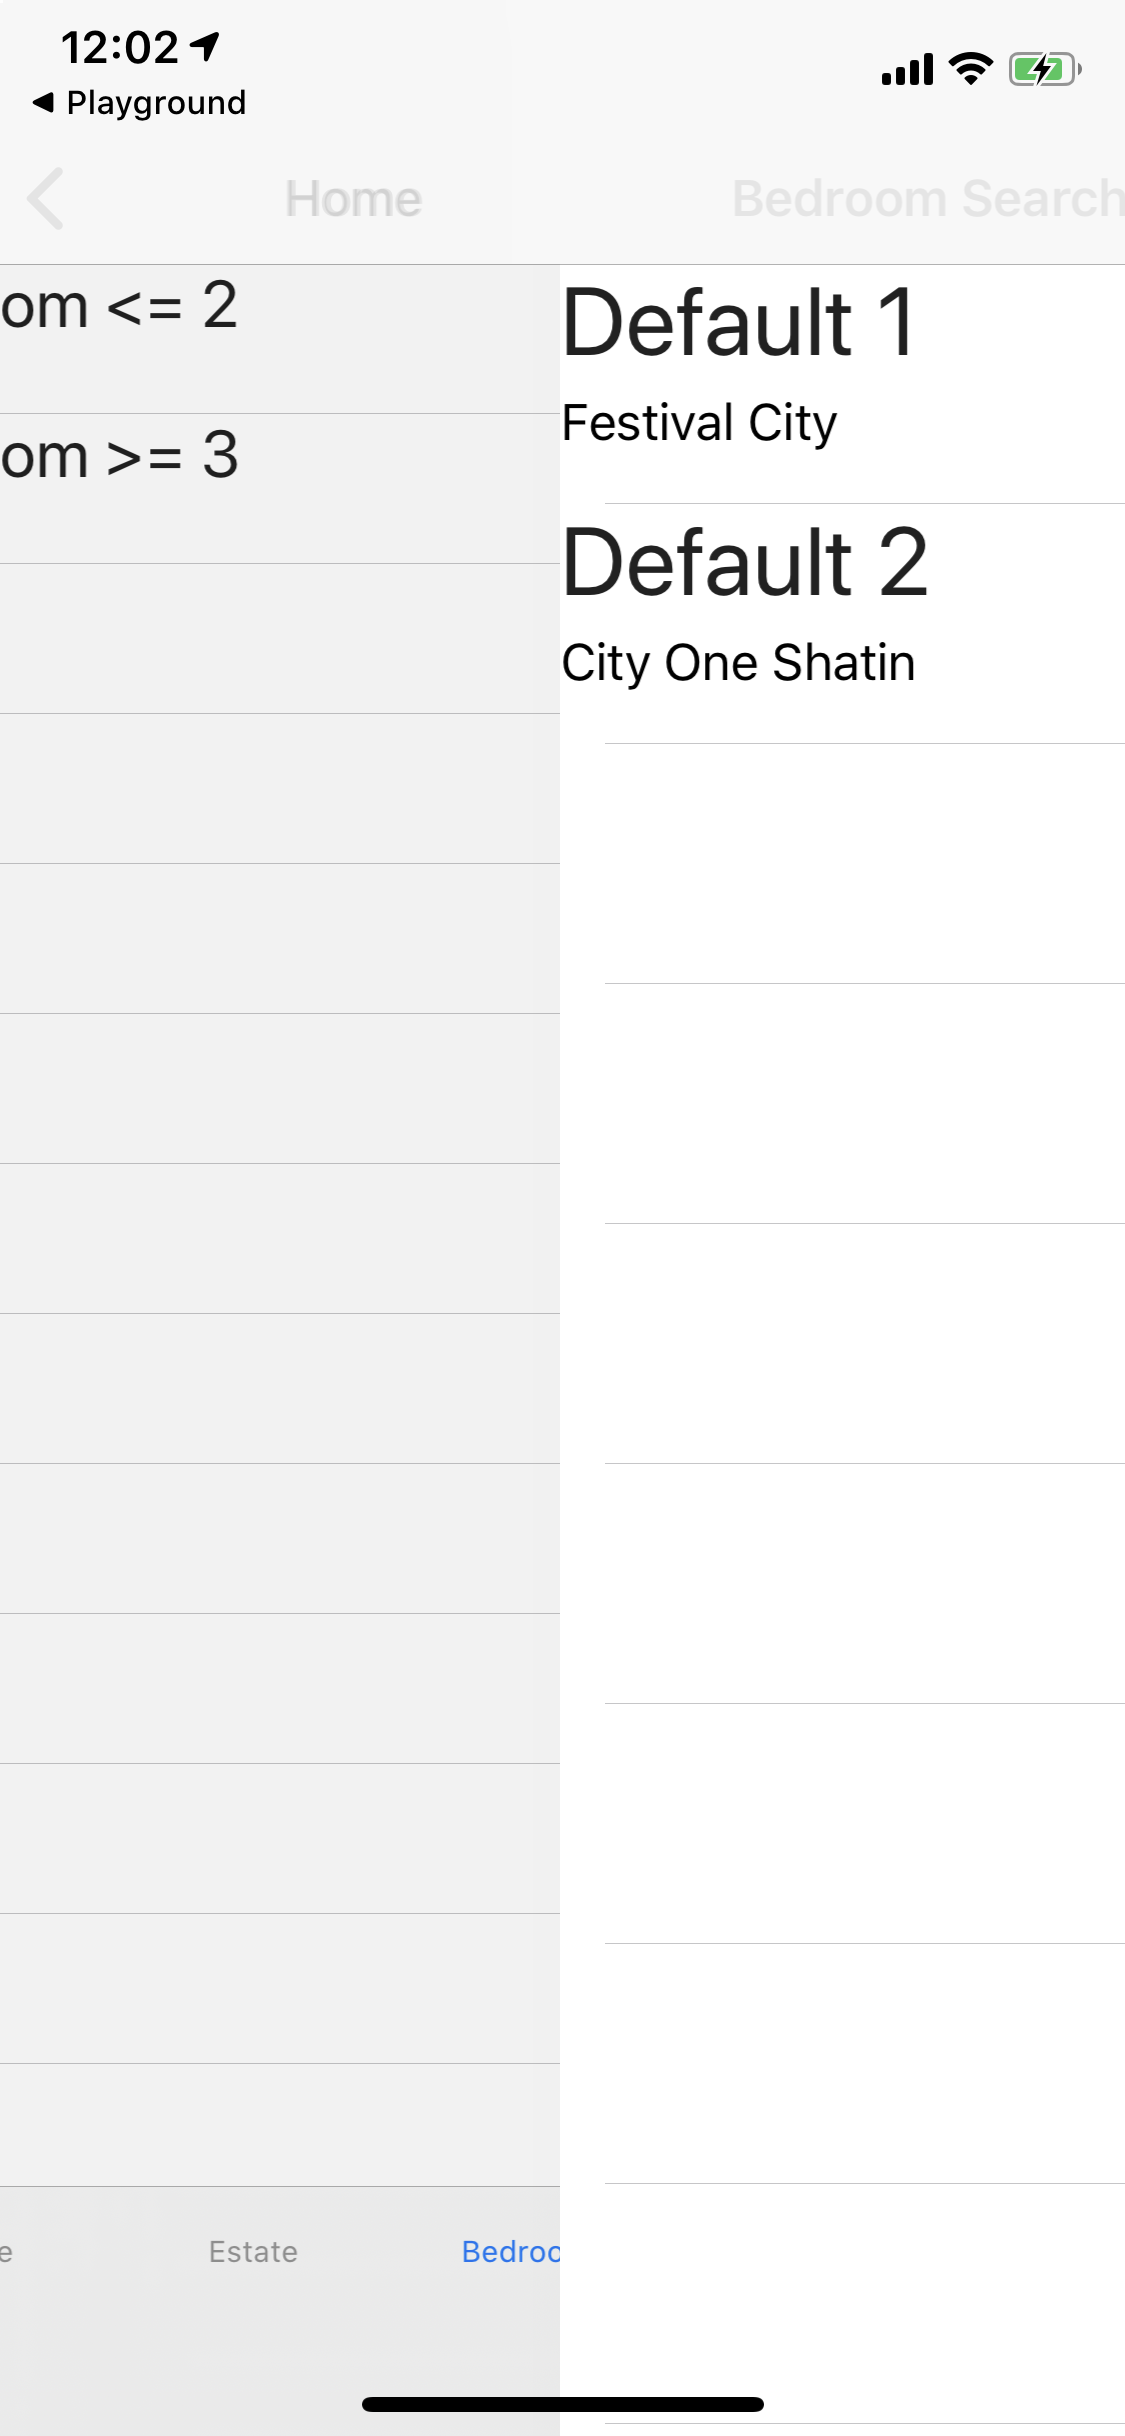 12:02
Playground
Home
Bedroom Search
om <= 2
om >= 3
Default 1
Festival City
Default 2
City One Shatin
e
Estate
Bedroo